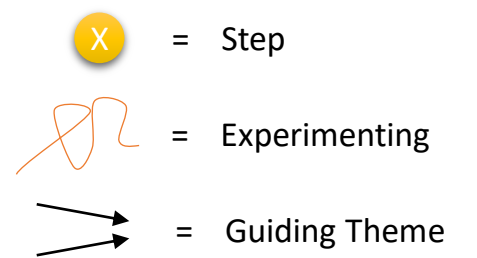 X = Step
= Experimenting
= Guiding Theme